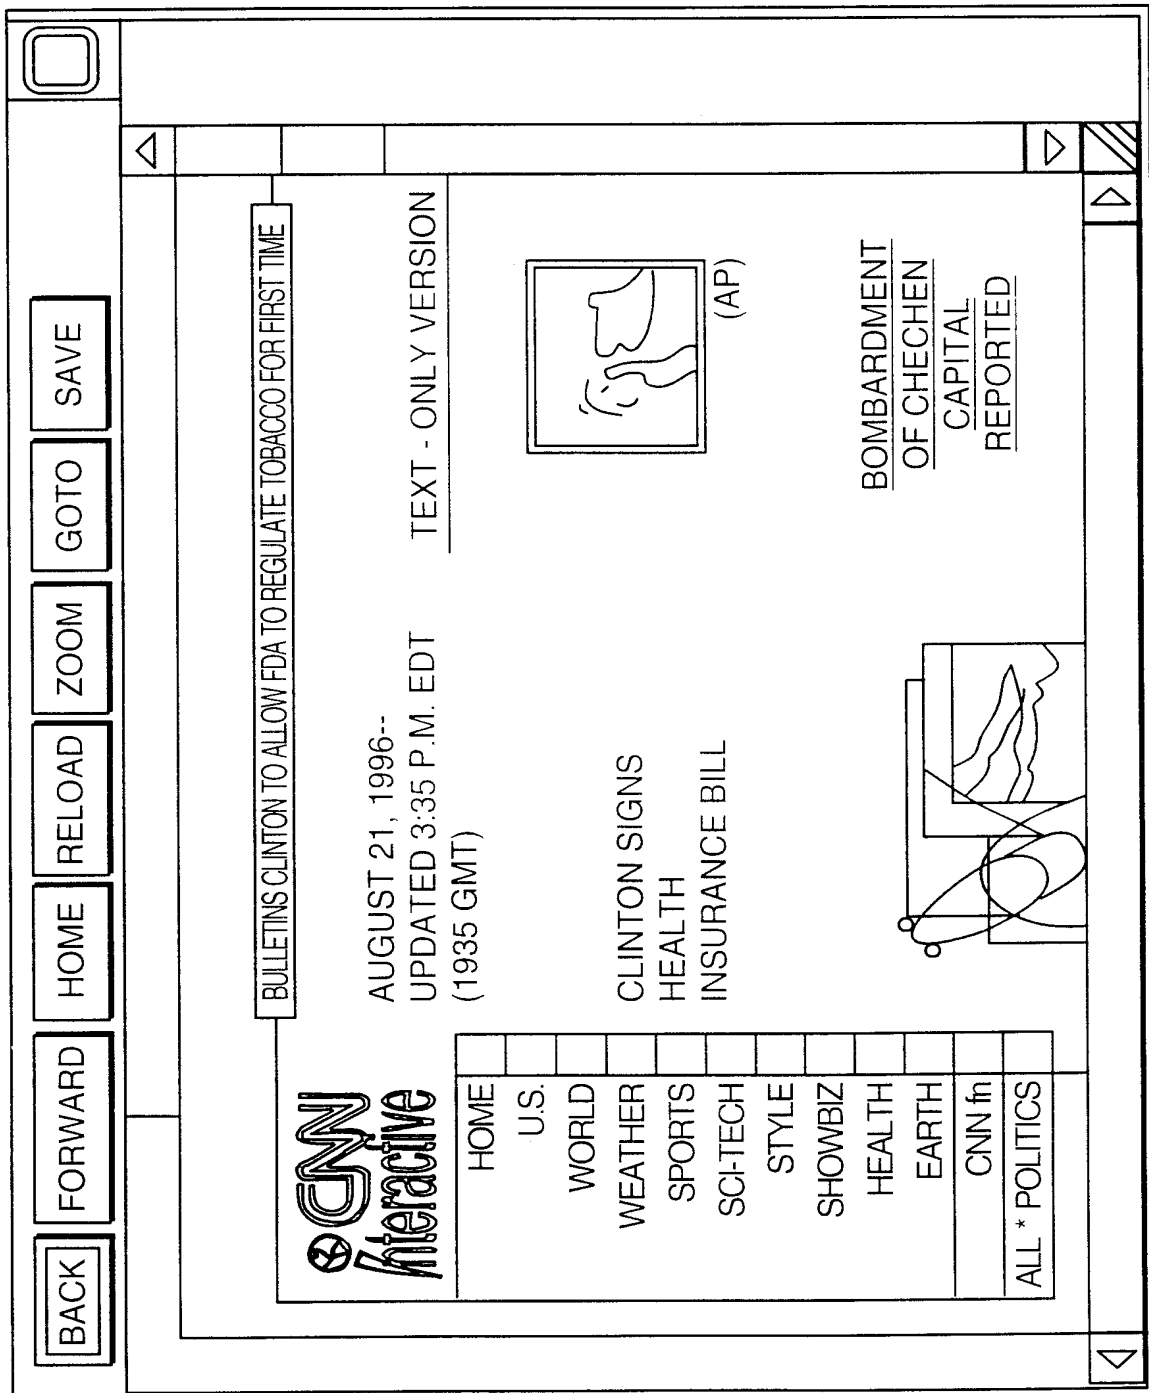 BACK
FORWARD
HOME
RELOAD
ZOOM
GOTO
SAVE
BULLETINS CLINTON TO ALLOW FDA TO REGULATE TOBACCO FOR FIRST TIME
CNN
Interactive
AUGUST 21, 1996--
UPDATED 3:35 P.M. EDT
(1935 GMT)
TEXT - ONLY VERSION
HOME
U.S.
WORLD
WEATHER
SPORTS
SCI-TECH
STYLE
SHOWBIZ
HEALTH
EARTH
CNN fn
ALL * POLITICS
CLINTON SIGNS
HEALTH
INSURANCE BILL
(AP)
BOMBARDMENT
OF CHECHEN
CAPITAL
REPORTED